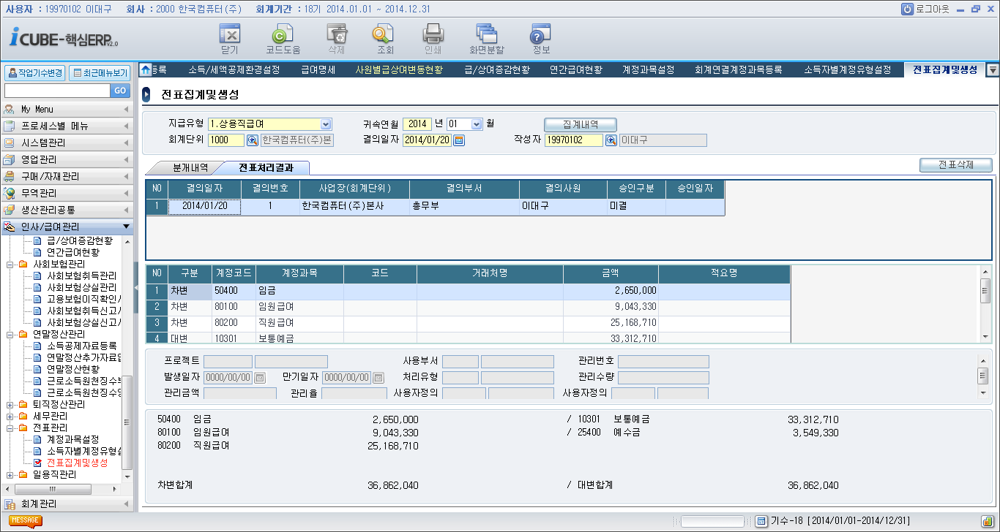 사용자 : 19970102 이대구 회사 : 2000 한국컴퓨터(주) 회계기간 : 18기 2014.01.01 ~ 2014.12.31 로그아웃
iCUBE-핵심ERP v2.0
닫기 코드도움 삭제 조회 인쇄 화면분할 정보
작업기수변경 최근메뉴보기
등록 소득/세액공제환경설정 급여명세 사원별급상여변동현황 급/상여증감현황 연간급여현황 계정과목설정 회계연결계정과목등록 소득자별계정유형설정 전표집계및생성
GO
전표집계및생성
My Menu
프로세스별 메뉴
시스템관리
영업관리
구매/자재관리
무역관리
생산관리공통
인사/급여관리
급/상여증감현황
연간급여현황
사회보험관리
사회보험취득관리
사회보험상실관리
고용보험이직확인서
사회보험취득신고서
사회보험상실신고서
연말정산관리
소득공제자료등록
연말정산추가자료입
연말정산현황
근로소득원천징수부
근로소득원천징수영
퇴직정산관리
세무관리
전표관리
계정과목설정
소득자별계정유형설
전표집계및생성
일용직관리
회계관리
지급유형 1.상용직급여 귀속연월 2014 년 01 월 집계내역
회계단위 1000 한국컴퓨터(주)본 결의일자 2014/01/20 작성자 19970102 이대구
분개내역 전표처리결과 전표삭제
NO 결의일자 결의번호 사업장(회계단위) 결의부서 결의사원 승인구분 승인일자
1 2014/01/20 1 한국컴퓨터(주)본사 총무부 이대구 미결
NO 구분 계정코드 계정과목 코드 거래처명 금액 적요명
1 차변 50400 임금 2,650,000
2 차변 80100 임원급여 9,043,330
3 차변 80200 직원급여 25,168,710
4 대변 10301 보통예금 33,312,710
프로젝트 사용부서 관리번호
발생일자 0000/00/00 만기일자 0000/00/00 처리유형 관리수량
관리금액 관리율 사용자정의 사용자정의
50400 임금 2,650,000 / 10301 보통예금 33,312,710
80100 임원급여 9,043,330 / 25400 예수금 3,549,330
80200 직원급여 25,168,710
차변합계 36,862,040 / 대변합계 36,862,040
MESSAGE
기수-18 [2014/01/01-2014/12/31]